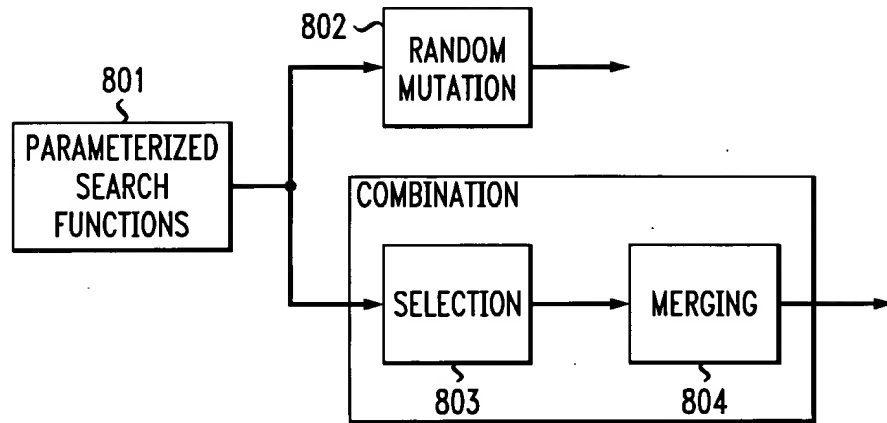 802
RANDOM
MUTATION
801
PARAMETERIZED
SEARCH
FUNCTIONS
COMBINATION
SELECTION
MERGING
803
804